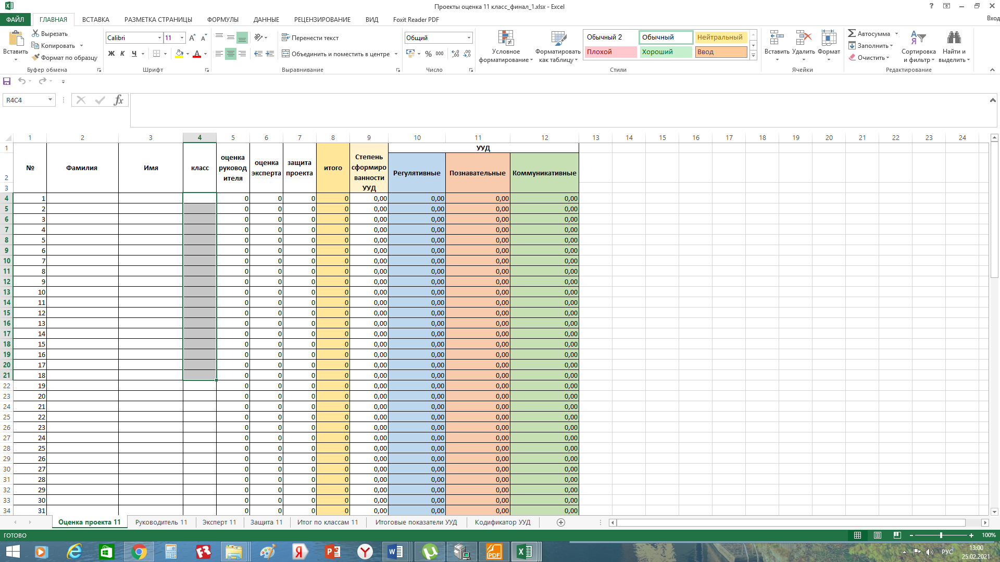 Проекты оценка 11 класс_финал_1.xlsx - Excel
ФАЙЛ ГЛАВНАЯ ВСТАВКА РАЗМЕТКА СТРАНИЦЫ ФОРМУЛЫ ДАННЫЕ РЕЦЕНЗИРОВАНИЕ ВИД Foxit Reader PDF Вход
Вставить
Вырезать
Копировать
Формат по образцу
Буфер обмена
Calibri 11
Ж К Ч
Шрифт
Перенести текст
Объединить и поместить в центре
Выравнивание
Общий
% 000
Число
Условное форматирование
Форматировать как таблицу
Обычный 2 Обычный Нейтральный
Плохой Хороший Ввод
Стили
Вставить Удалить Формат
Ячейки
Автосумма
Заполнить
Очистить
Сортировка и фильтр
Найти и выделить
Редактирование
R4C4 fx
1 2 3 4 5 6 7 8 9 10 11 12 13 14 15 16 17 18 19 20 21 22 23 24
1 УУД
2 № Фамилия Имя класс оценка руководителя оценка эксперта защита проекта итого Степень сформированности УУД Регулятивные Познавательные Коммуникативные
3
4 1 0 0 0 0 0,00 0,00 0,00 0,00
5 2 0 0 0 0 0,00 0,00 0,00 0,00
6 3 0 0 0 0 0,00 0,00 0,00 0,00
7 4 0 0 0 0 0,00 0,00 0,00 0,00
8 5 0 0 0 0 0,00 0,00 0,00 0,00
9 6 0 0 0 0 0,00 0,00 0,00 0,00
10 7 0 0 0 0 0,00 0,00 0,00 0,00
11 8 0 0 0 0 0,00 0,00 0,00 0,00
12 9 0 0 0 0 0,00 0,00 0,00 0,00
13 10 0 0 0 0 0,00 0,00 0,00 0,00
14 11 0 0 0 0 0,00 0,00 0,00 0,00
15 12 0 0 0 0 0,00 0,00 0,00 0,00
16 13 0 0 0 0 0,00 0,00 0,00 0,00
17 14 0 0 0 0 0,00 0,00 0,00 0,00
18 15 0 0 0 0 0,00 0,00 0,00 0,00
19 16 0 0 0 0 0,00 0,00 0,00 0,00
20 17 0 0 0 0 0,00 0,00 0,00 0,00
21 18 0 0 0 0 0,00 0,00 0,00 0,00
22 19 0 0 0 0 0,00 0,00 0,00 0,00
23 20 0 0 0 0 0,00 0,00 0,00 0,00
24 21 0 0 0 0 0,00 0,00 0,00 0,00
25 22 0 0 0 0 0,00 0,00 0,00 0,00
26 23 0 0 0 0 0,00 0,00 0,00 0,00
27 24 0 0 0 0 0,00 0,00 0,00 0,00
28 25 0 0 0 0 0,00 0,00 0,00 0,00
29 26 0 0 0 0 0,00 0,00 0,00 0,00
30 27 0 0 0 0 0,00 0,00 0,00 0,00
31 28 0 0 0 0 0,00 0,00 0,00 0,00
32 29 0 0 0 0 0,00 0,00 0,00 0,00
33 30 0 0 0 0 0,00 0,00 0,00 0,00
34 31 0 0 0 0 0,00 0,00 0,00 0,00
Оценка проекта 11 Руководитель 11 Эксперт 11 Защита 11 Итог по классам 11 Итоговые показатели УУД Кодификатор УУД
ГОТОВО 100%
РУС 13:00
25.02.2021